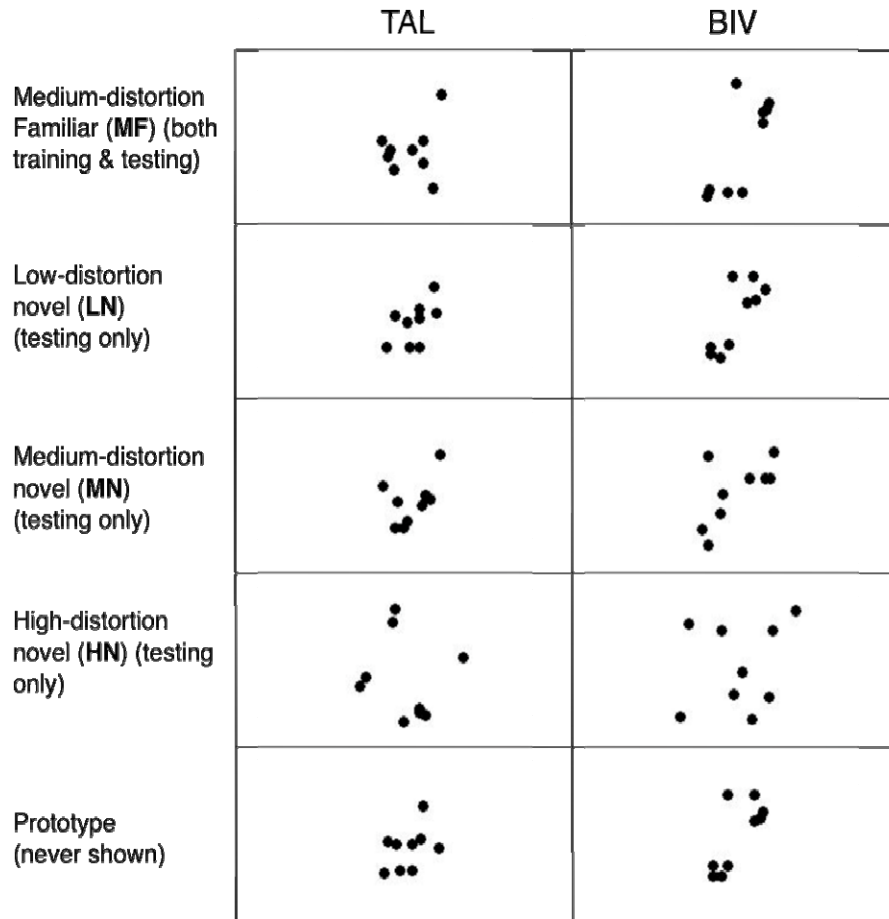 TAL
BIV
Medium-distortion
Familiar (MF) (both
training & testing)
Low-distortion
novel (LN)
(testing only)
Medium-distortion
novel (MN)
(testing only)
High-distortion
novel (HN) (testing
only)
Prototype
(never shown)